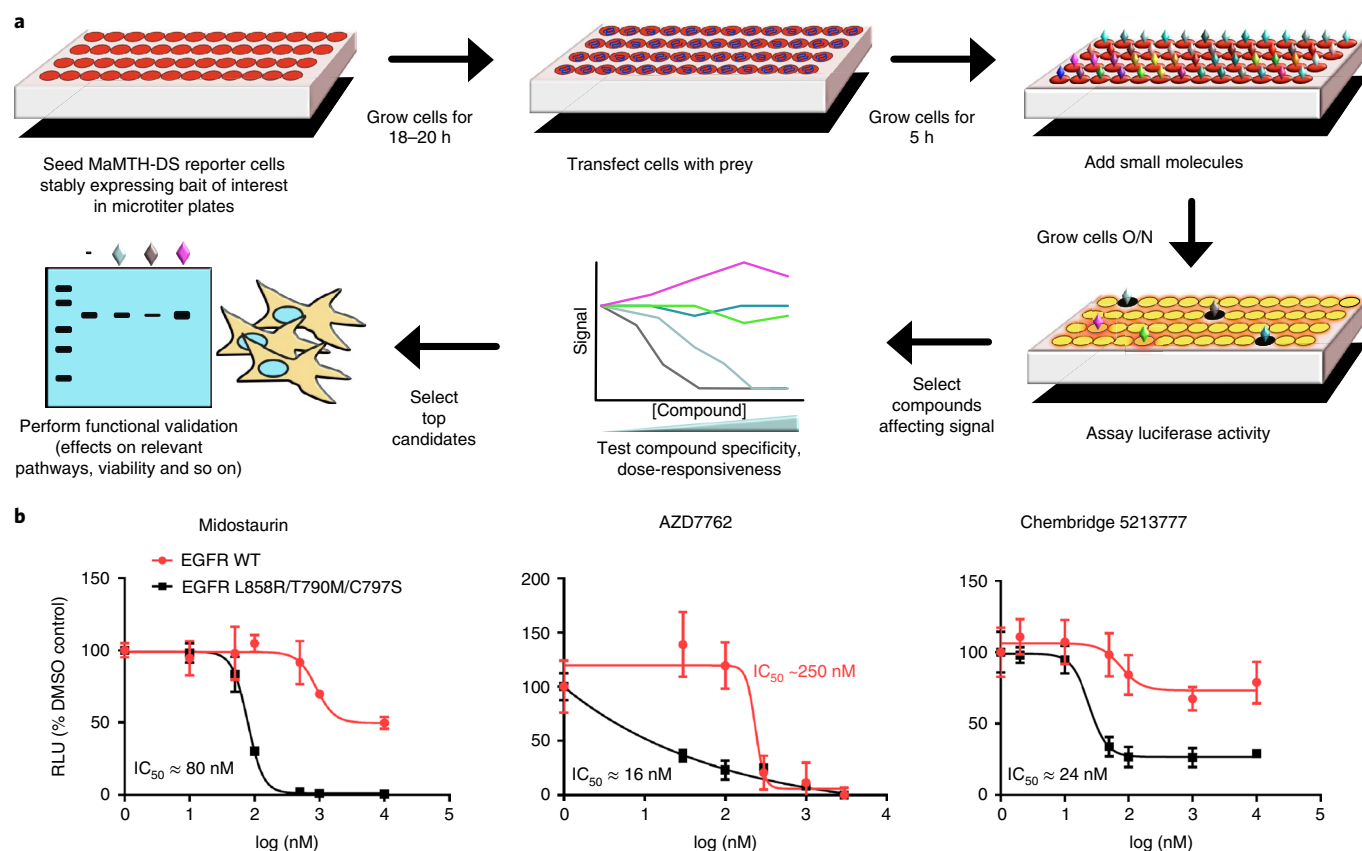 a
Grow cells for
18–20 h
Grow cells for
5 h
Seed MaMTH-DS reporter cells
stably expressing bait of interest
in microtiter plates
Transfect cells with prey
Add small molecules
Grow cells O/N
Assay luciferase activity
Select
compounds
affecting signal
Signal
[Compound]
Test compound specificity,
dose-responsiveness
Select
top
candidates
-
Perform functional validation
(effects on relevant
pathways, viability and so on)
b
Midostaurin
EGFR WT
EGFR L858R/T790M/C797S
RLU (% DMSO control)
150
100
50
0
IC50 ≈ 80 nM
0 1 2 3 4 5
log (nM)
AZD7762
200
150
100
50
0
IC50 ~250 nM
IC50 ≈ 16 nM
0 1 2 3 4
log (nM)
Chembridge 5213777
150
100
50
0
IC50 ≈ 24 nM
0 1 2 3 4 5
log (nM)